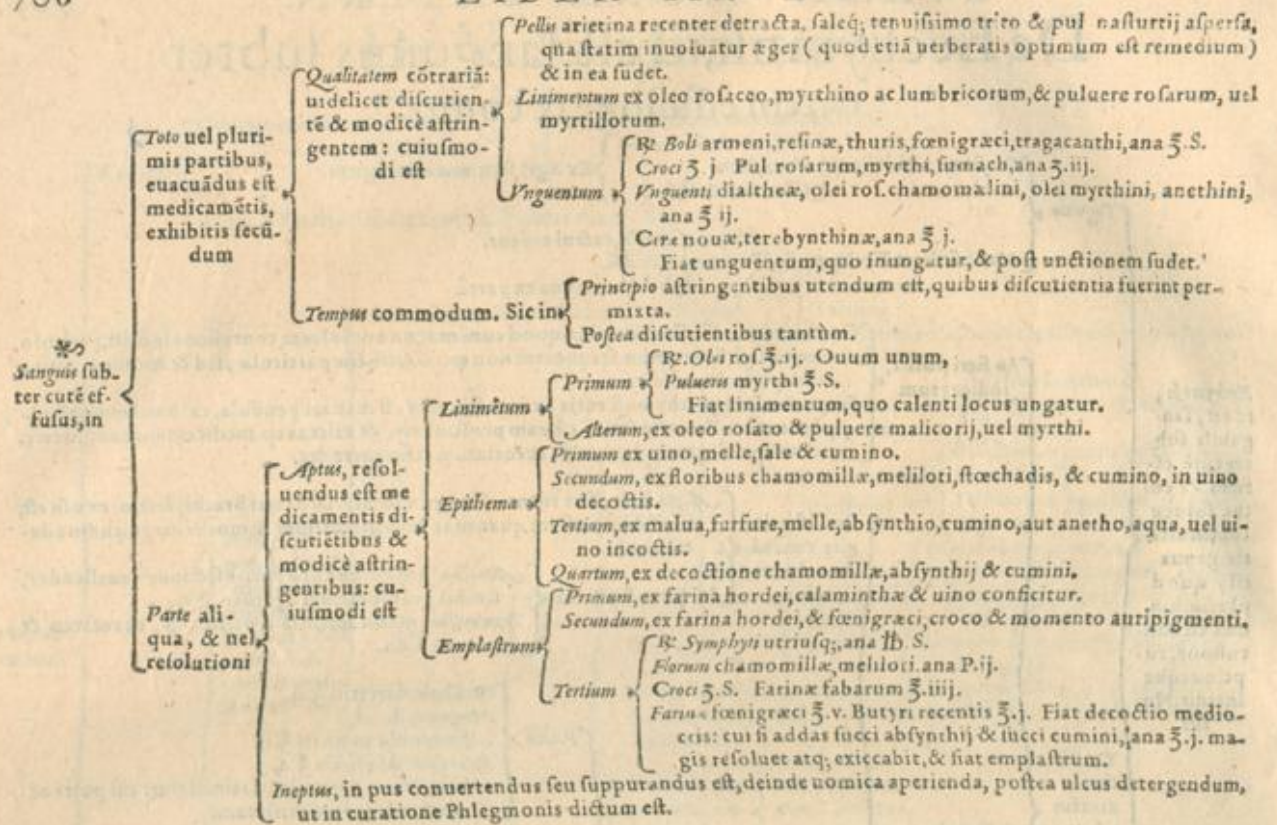 Sanguis sub-
ter cutē ef-
fusus, in
Toto uel pluri-
mis partibus,
euacuādus est
medicamētis,
exhibitis secū-
dum
Qualitatem cōtrariā:
uidelicet discutien-
tē & modicè astrin-
gentem: cuiusmo-
di est
Pellis arietina recenter detracta, saleq; tenuissimo trito & pul nasturtij aspersa,
qua statim inuoluatur æger (quod etiā uerberatis optimum est remedium)
& in ea sudet.
Linimentum ex oleo rosaceo, myrthino ac lumbricorum, & puluere rosarum, uel
myrtillorum.
Vnguentum
℞ Boli armeni, resinæ, thuris, fœnigræci, tragacanthi, ana ℥.S.
Croci ʒ j Pul rosarum, myrthi, sumach, ana ʒ.iij.
Vnguenti dialtheæ, olei ros. chamomalini, olei myrthini, anethini,
ana ℥ ij.
Ceræ nouæ, terebynthinæ, ana ℥ j.
Fiat unguentum, quo inungatur, & post unctionem sudet.
Tempus commodum. Sic in
Principio astringentibus utendum est, quibus discutientia fuerint per-
mixta.
Postea discutientibus tantùm.
Parte ali-
qua, & uel
resolutioni
Aptus, resol-
uendus est me
dicamentis di-
scutiētibus &
modicè astrin-
gentibus: cu-
iusmodi est
Linimētum
Primum
℞. Olei ros ℥.ij. Ouum unum,
Pulueris myrthi ℥.S.
Fiat linimentum, quo calenti locus ungatur.
Alterum, ex oleo rosato & puluere malicorij, uel myrthi.
Epithema
Primum ex uino, melle, sale & cumino.
Secundum, ex floribus chamomillæ, meliloti, stœchadis, & cumino, in uino
decoctis.
Tertium, ex malua, furfure, melle, absynthio, cumino, aut anetho, aqua, uel ui-
no incoctis.
Quartum, ex decoctione chamomillæ, absynthij & cumini.
Emplastrum
Primum, ex farina hordei, calaminthæ & uino conficitur.
Secundum, ex farina hordei, & fœnigræci, croco & momento auripigmenti.
Tertium
℞ Symphyti utriusq;, ana ℔.S.
Florum chamomillæ, meliloti. ana P.ij.
Croci ʒ.S. Farinæ fabarum ℥.iiij.
Farinæ fœnigræci ℥.v. Butyri recentis ℥.j. Fiat decoctio medio-
cris: cui si addas succi absynthij & succi cumini, ana ℥.j. ma-
gis resoluet atq; exiccabit, & fiat emplastrum.
Ineptus, in pus conuertendus seu suppurandus est, deinde uomica aperienda, postea ulcus detergendum,
ut in curatione Phlegmonis dictum est.